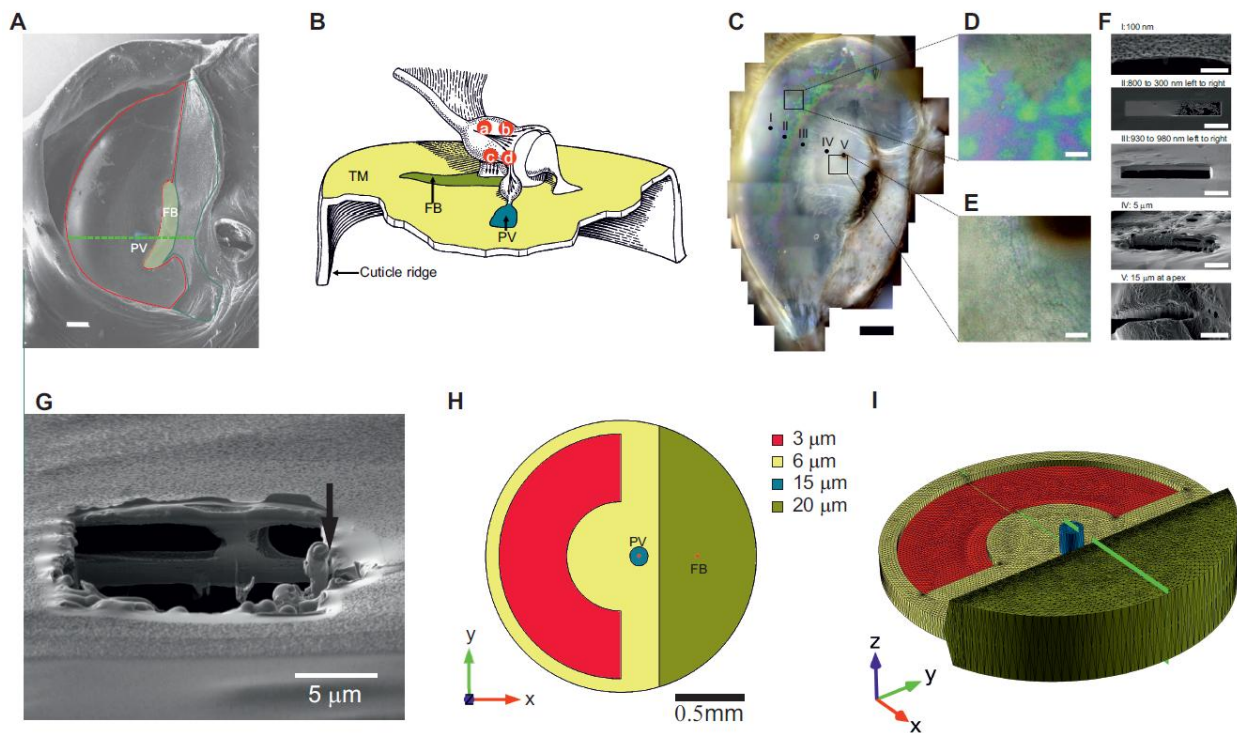 A
FB
PV
B
a
b
c
d
TM
FB
PV
Cuticle ridge
C
I
II
III
IV
V
D
E
F
I:100 nm
II:800 to 300 nm left to right
III:930 to 980 nm left to right
IV: 5 μm
V: 15 μm at apex
G
5 μm
H
PV
FB
3 μm
6 μm
15 μm
20 μm
y
x
0.5mm
I
z
y
x